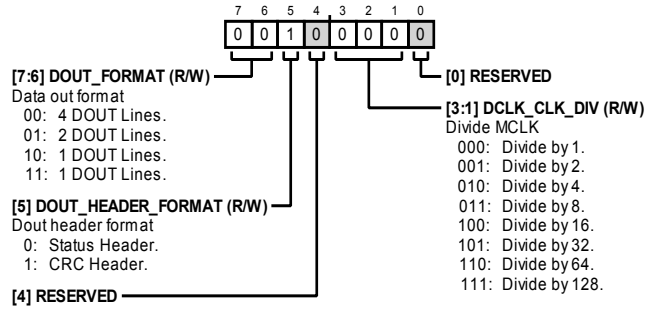 7 6 5 4 3 2 1 0
0 0 1 0 0 0 0 0
[7:6] DOUT_FORMAT (R/W)
Data out format
00: 4 DOUT Lines.
01: 2 DOUT Lines.
10: 1 DOUT Lines.
11: 1 DOUT Lines.
[5] DOUT_HEADER_FORMAT (R/W)
Dout header format
0: Status Header.
1: CRC Header.
[4] RESERVED
[0] RESERVED
[3:1] DCLK_CLK_DIV (R/W)
Divide MCLK
000: Divide by 1.
001: Divide by 2.
010: Divide by 4.
011: Divide by 8.
100: Divide by 16.
101: Divide by 32.
110: Divide by 64.
111: Divide by 128.